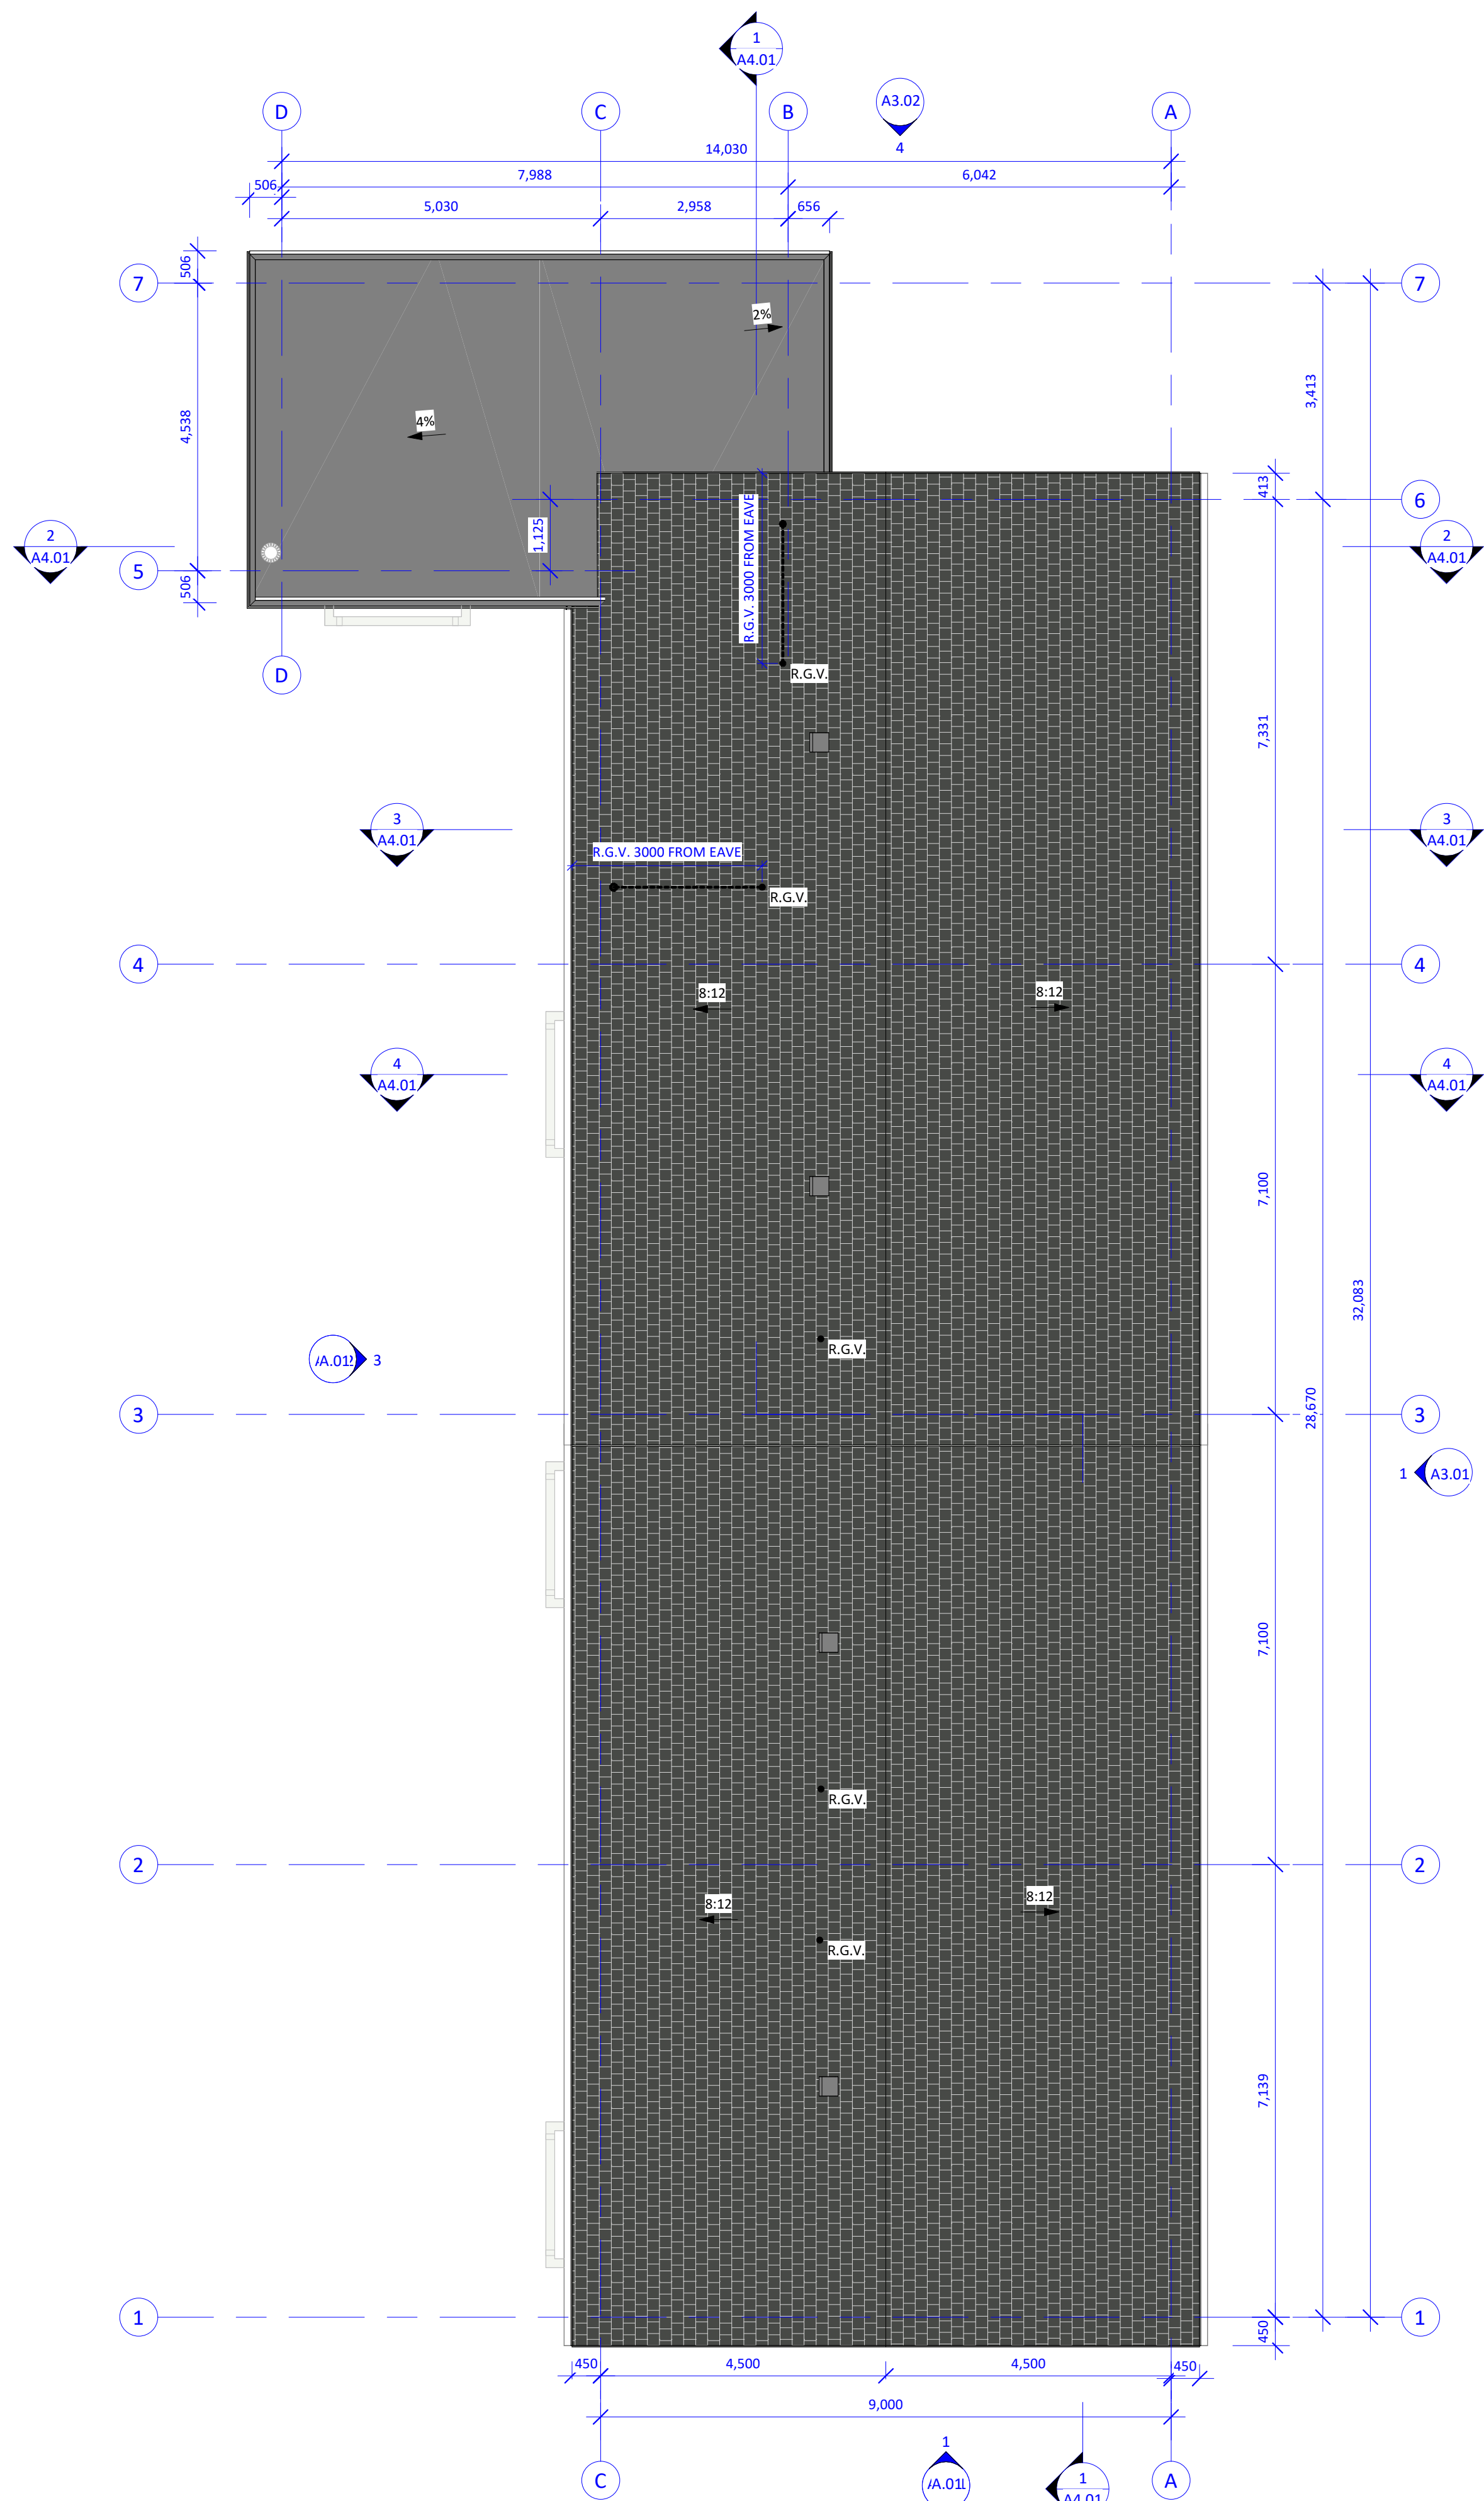 1
A4.01
D
C
B
A3.02
4
A
14,030
7,988
6,042
506
5,030
2,958
656
506
7
7
2%
3,413
4%
4,538
413
6
1,125
R.G.V. 3000 FROM EAVE
2
A4.01
2
A4.01
5
506
D
R.G.V.
7,331
3
A4.01
3
A4.01
R.G.V. 3000 FROM EAVE
R.G.V.
4
4
8:12
8:12
4
A4.01
4
A4.01
7,100
32,083
R.G.V.
3
28,670
3
3
1
A3.01
7,100
R.G.V.
2
2
8:12
8:12
R.G.V.
7,139
1
1
450
450
4,500
4,500
450
9,000
1
C
1
A4.01
A